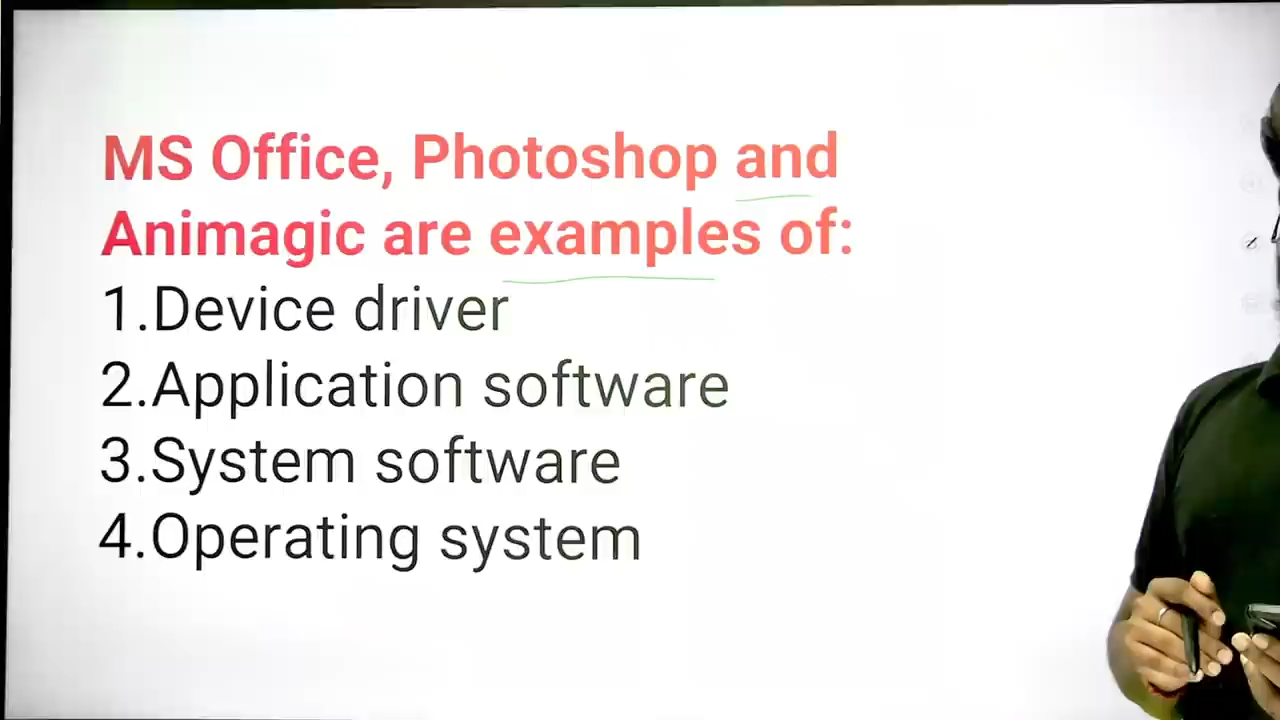 MS Office, Photoshop and
Animagic are examples of:
1.Device driver
2.Application software
3.System software
4.Operating system